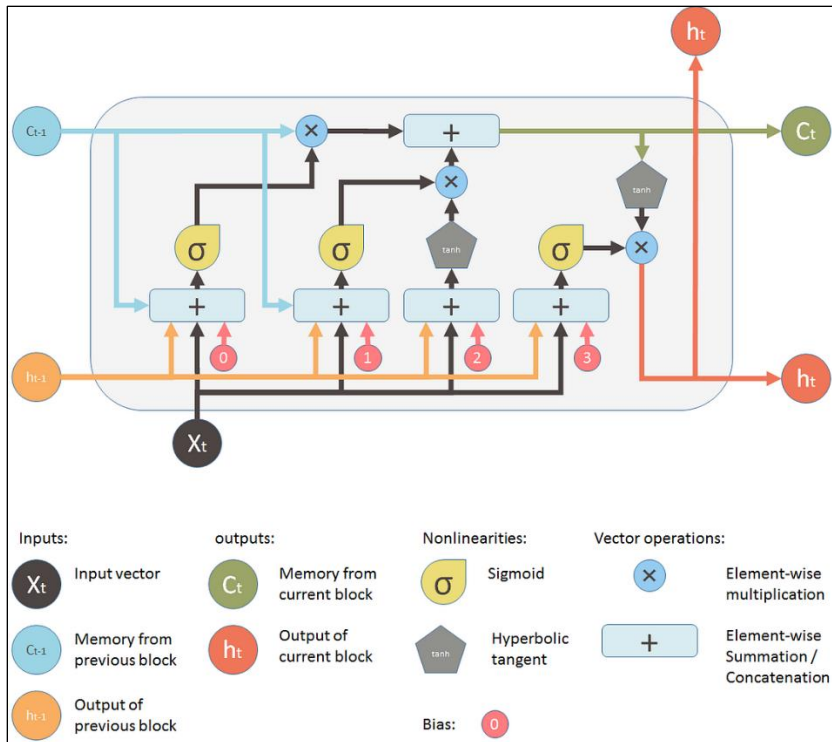 ht
Ct-1
×
+
Ct
×
tanh
σ
σ
tanh
σ
×
+
+
+
+
0
1
2
3
ht-1
ht
Xt
Inputs:
outputs:
Nonlinearities:
Vector operations:
Xt
Input vector
Ct
Memory from
current block
σ
Sigmoid
×
Element-wise
multiplication
Ct-1
Memory from
previous block
ht
Output of
current block
tanh
Hyperbolic
tangent
+
Element-wise
Summation /
Concatenation
ht-1
Output of
previous block
Bias:
0